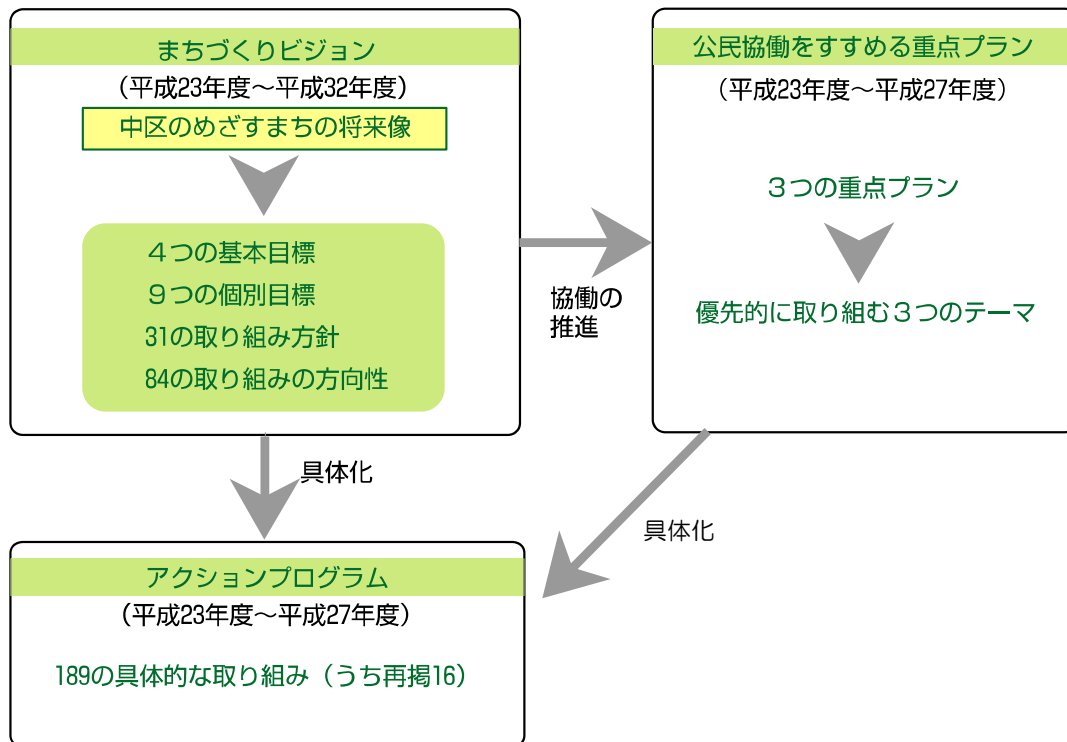 まちづくりビジョン
（平成23年度～平成32年度）
中区のめざすまちの将来像
４つの基本目標
９つの個別目標
31の取り組み方針
84の取り組みの方向性
協働の
推進
公民協働をすすめる重点プラン
（平成23年度～平成27年度）
３つの重点プラン
優先的に取り組む３つのテーマ
具体化
具体化
アクションプログラム
（平成23年度～平成27年度）
189の具体的な取り組み（うち再掲16）